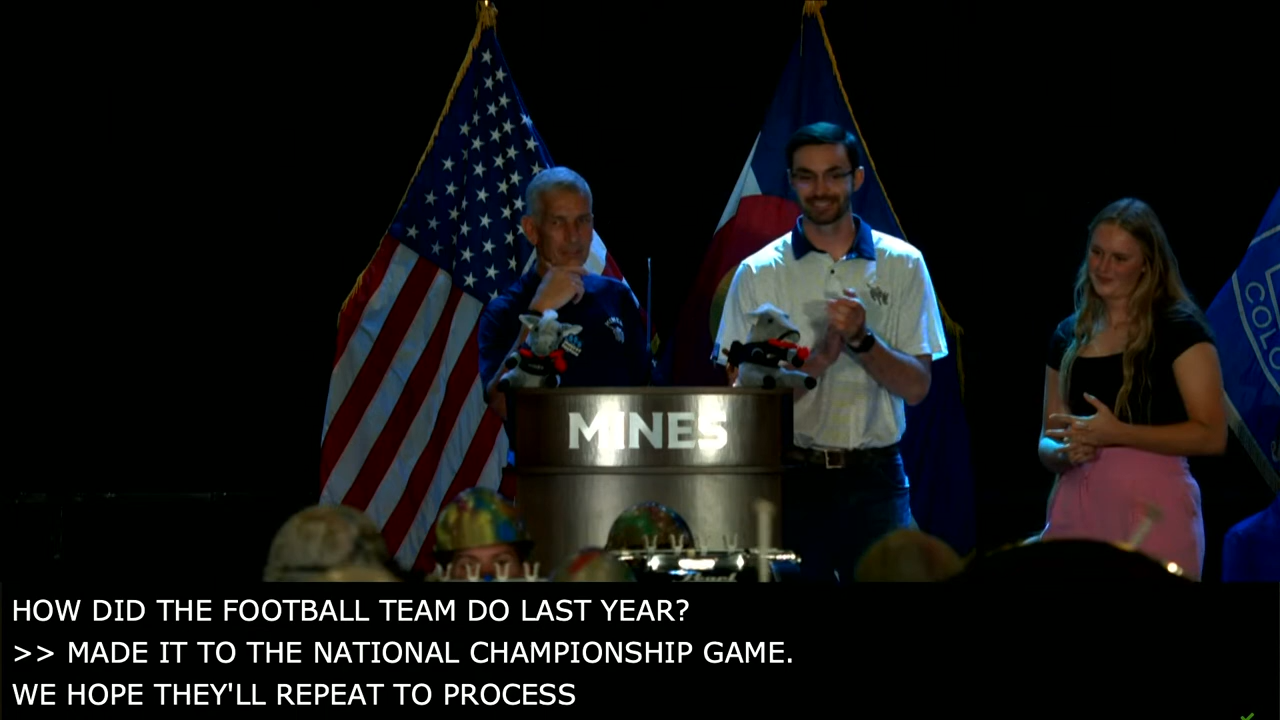 MINES
COLO
HOW DID THE FOOTBALL TEAM DO LAST YEAR?
>> MADE IT TO THE NATIONAL CHAMPIONSHIP GAME.
WE HOPE THEY'LL REPEAT TO PROCESS